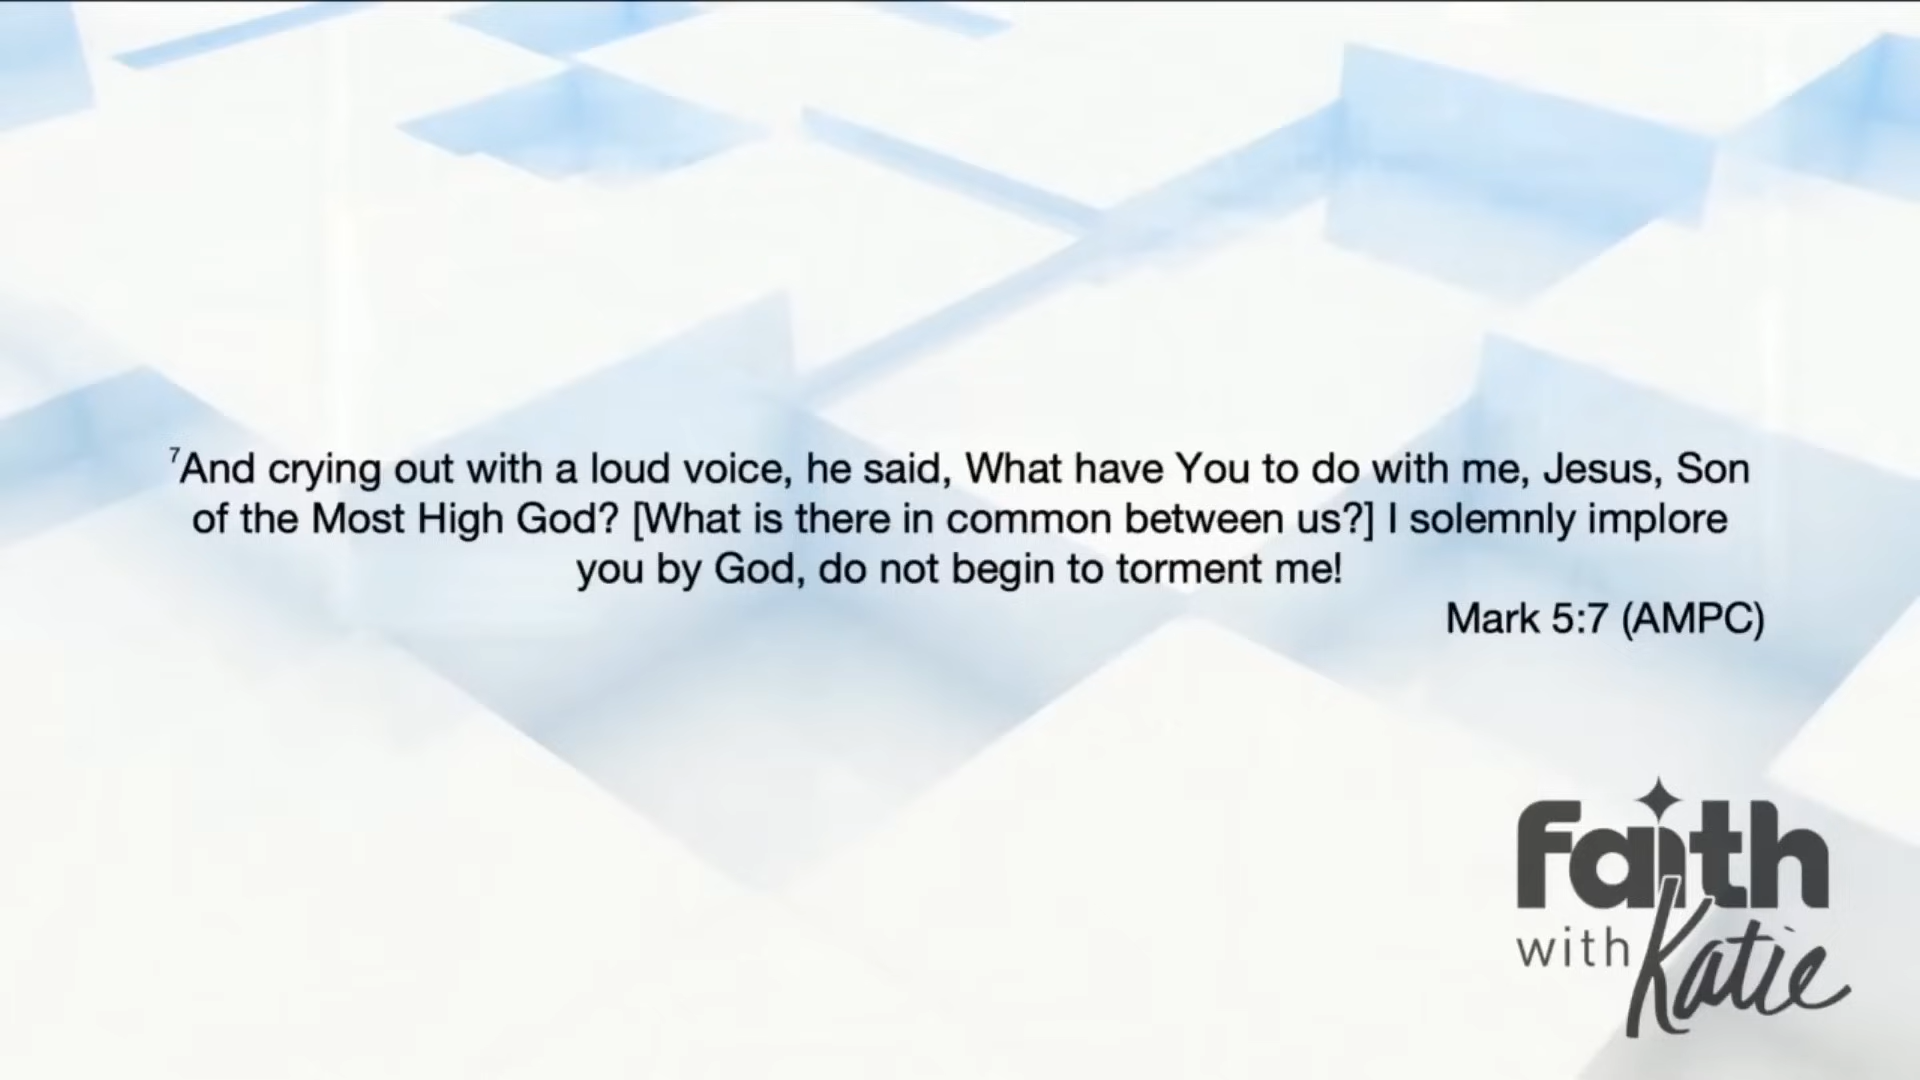 ⁷And crying out with a loud voice, he said, What have You to do with me, Jesus, Son
of the Most High God? [What is there in common between us?] I solemnly implore
you by God, do not begin to torment me!
Mark 5:7 (AMPC)
faith
with Katie